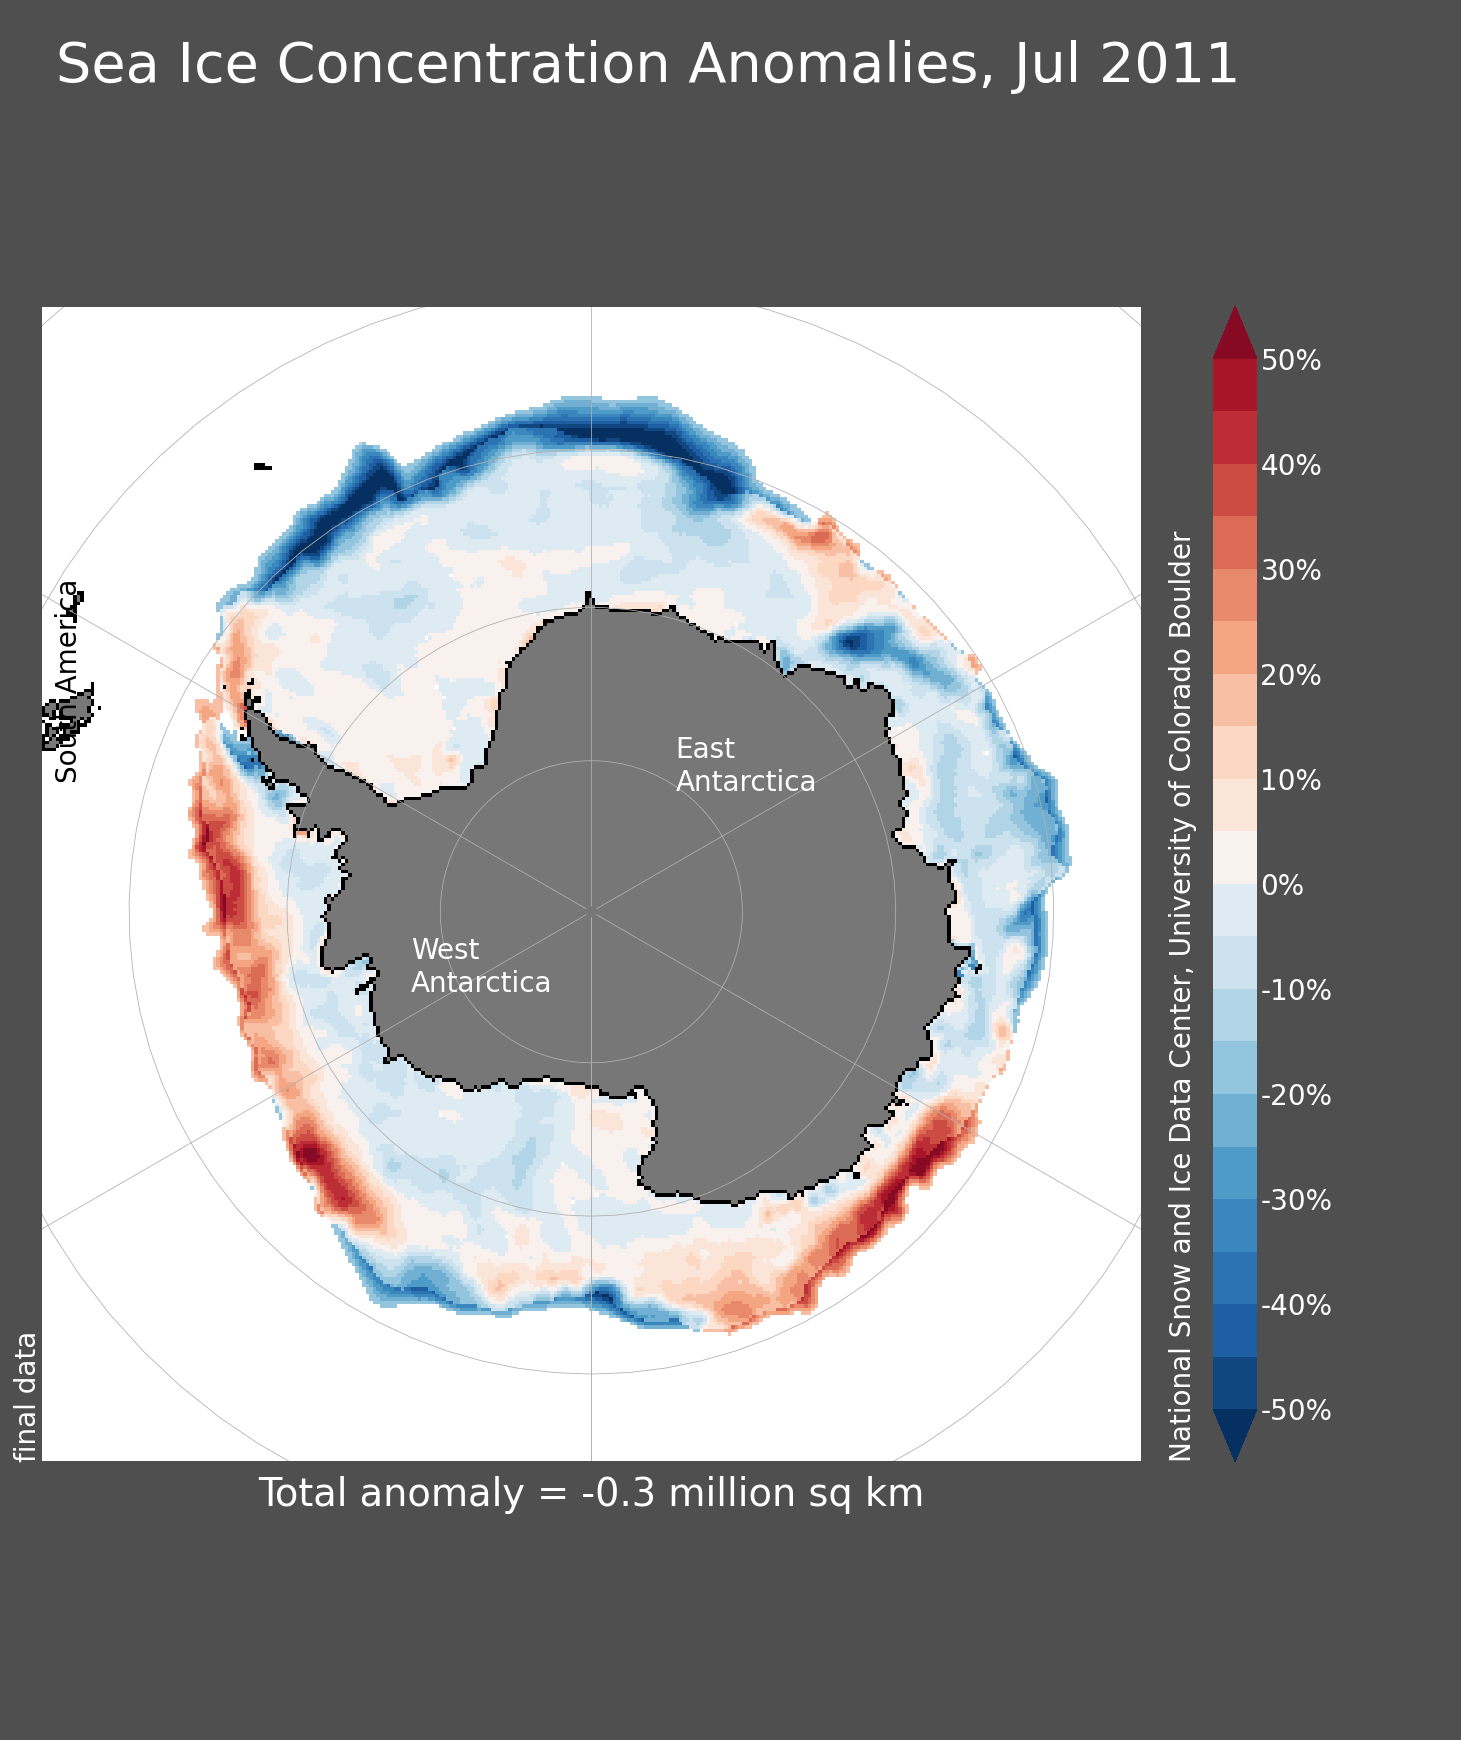 Sea Ice Concentration Anomalies, Jul 2011
South America
East
Antarctica
West
Antarctica
final data
National Snow and Ice Data Center, University of Colorado Boulder
50%
40%
30%
20%
10%
0%
-10%
-20%
-30%
-40%
-50%
Total anomaly = -0.3 million sq km